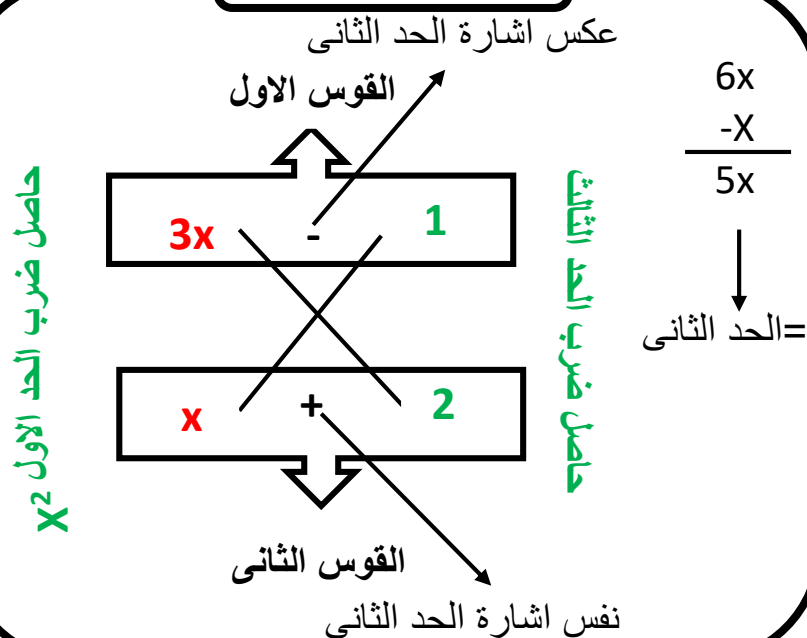 عكس اشارة الحد الثانى
القوس الاول
6x
-X
5x
=الحد الثانى
3x - 1
x + 2
حاصل ضرب الحد الاول X²
حاصل ضرب الحد الثالث
القوس الثانى
نفس اشارة الحد الثانى